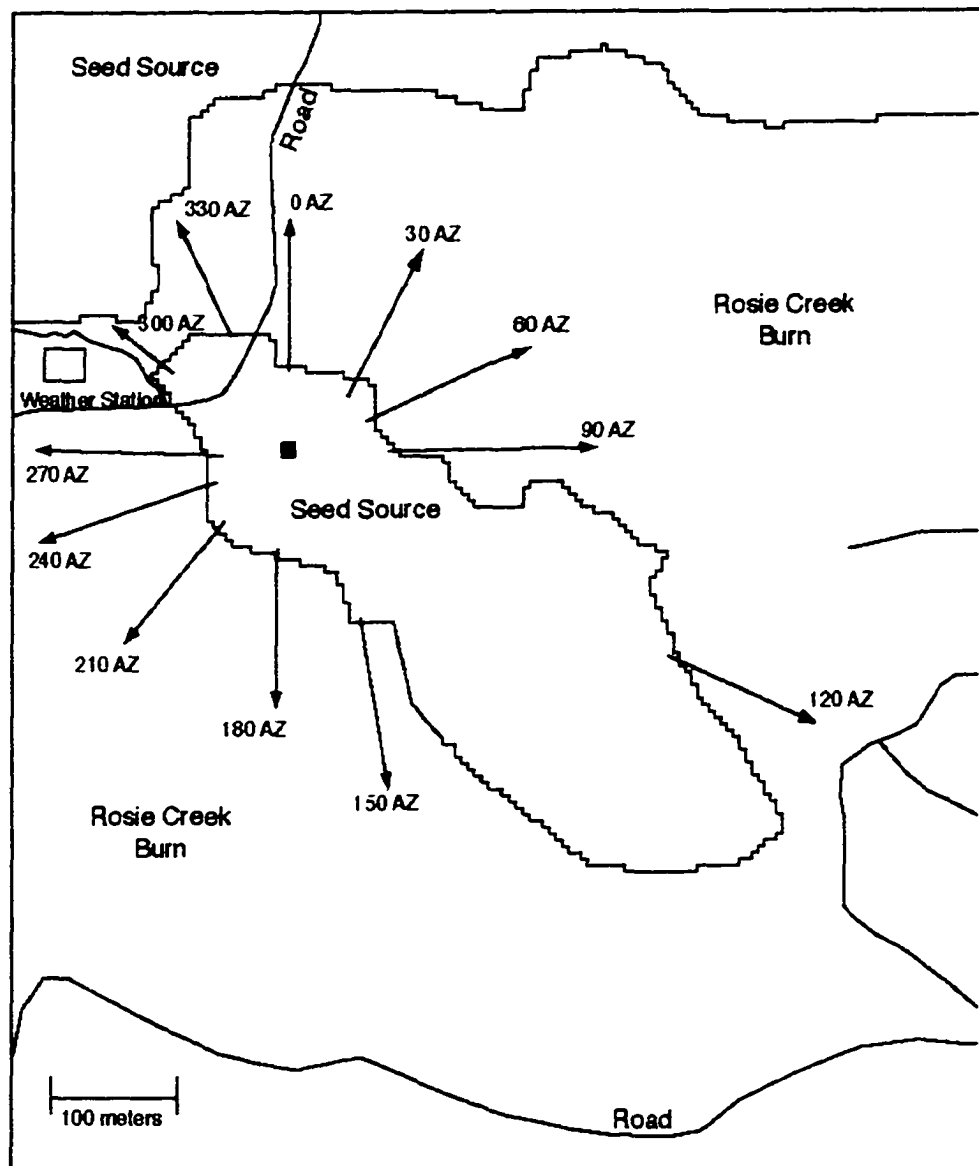 Seed Source
Road
330 AZ
0 AZ
30 AZ
Rosie Creek
Burn
300 AZ
60 AZ
Weather Station
90 AZ
270 AZ
Seed Source
240 AZ
210 AZ
120 AZ
180 AZ
150 AZ
Rosie Creek
Burn
100 meters
Road